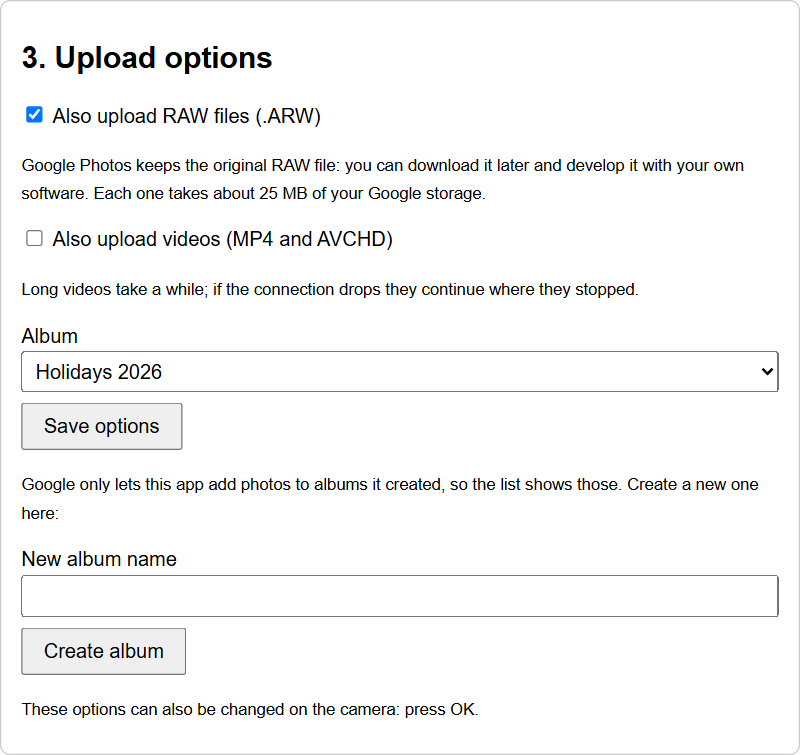 3. Upload options
Also upload RAW files (.ARW)
Google Photos keeps the original RAW file: you can download it later and develop it with your own
software. Each one takes about 25 MB of your Google storage.
Also upload videos (MP4 and AVCHD)
Long videos take a while; if the connection drops they continue where they stopped.
Album
Holidays 2026
Save options
Google only lets this app add photos to albums it created, so the list shows those. Create a new one
here:
New album name
Create album
These options can also be changed on the camera: press OK.